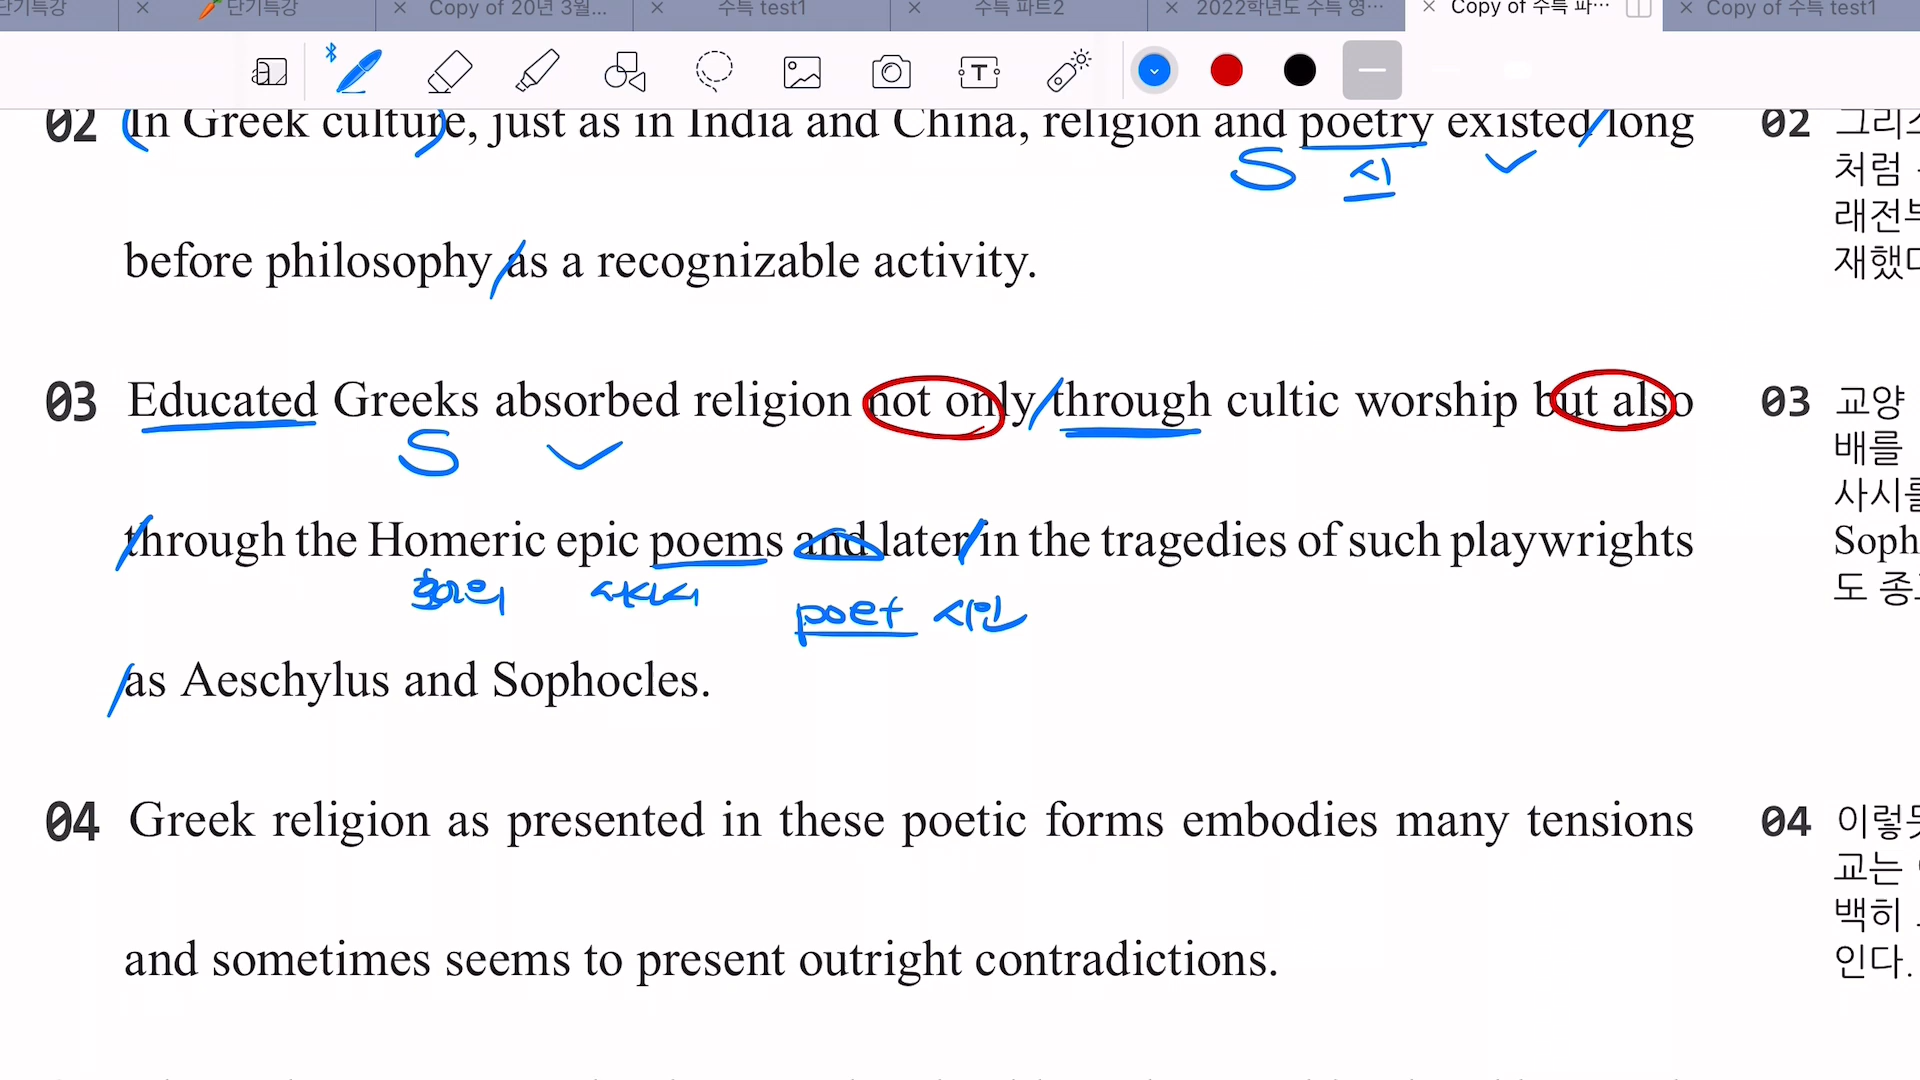 단기특강
단기특강
Copy of 20년 3월...
수특 test1
수특 파트2
2022학년도 수특 영...
Copy of 수특 파...
Copy of 수특 test1
02 In Greek culture, just as in India and China, religion and poetry existed long
S 시
before philosophy as a recognizable activity.
03 Educated Greeks absorbed religion not only through cultic worship but also
S
through the Homeric epic poems and later in the tragedies of such playwrights
서사시
poet 시인
as Aeschylus and Sophocles.
04 Greek religion as presented in these poetic forms embodies many tensions
and sometimes seems to present outright contradictions.
02 그리스
처럼
래전부
재했다
03 교양
배를
사시를
Soph
도 종교
04 이렇듯
교는
백히
인다.